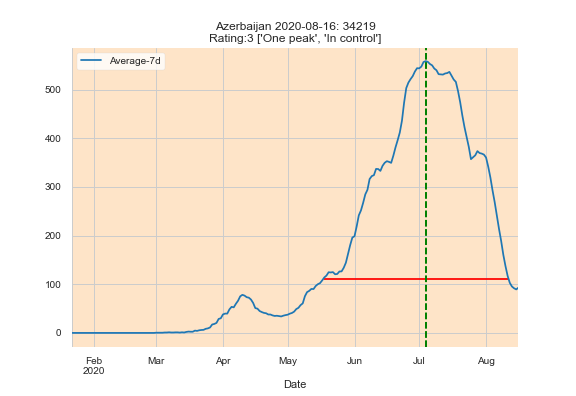 Azerbaijan 2020-08-16: 34219
Rating:3 ['One peak', 'In control']
Average-7d
500
400
300
200
100
0
Feb
2020
Mar
Apr
May
Jun
Jul
Aug
Date